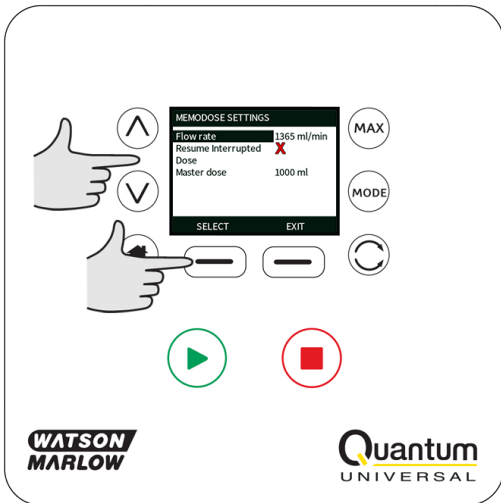 MEMODOSE SETTINGS
Flow rate 1365 ml/min
Resume Interrupted X
Dose
Master dose 1000 ml
SELECT EXIT
MAX
MODE
WATSON
MARLOW
Quantum
UNIVERSAL